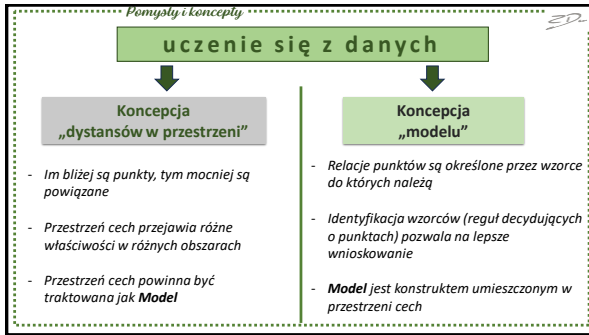 Pomysły i koncepty
uczenie się z danych
Koncepcja
„dystansów w przestrzeni”
- Im bliżej są punkty, tym mocniej są
powiązane
- Przestrzeń cech przejawia różne
właściwości w różnych obszarach
- Przestrzeń cech powinna być
traktowana jak Model
Koncepcja
„modelu”
- Relacje punktów są określone przez wzorce
do których należą
- Identyfikacja wzorców (reguł decydujących
o punktach) pozwala na lepsze
wnioskowanie
- Model jest konstruktem umieszczonym w
przestrzeni cech